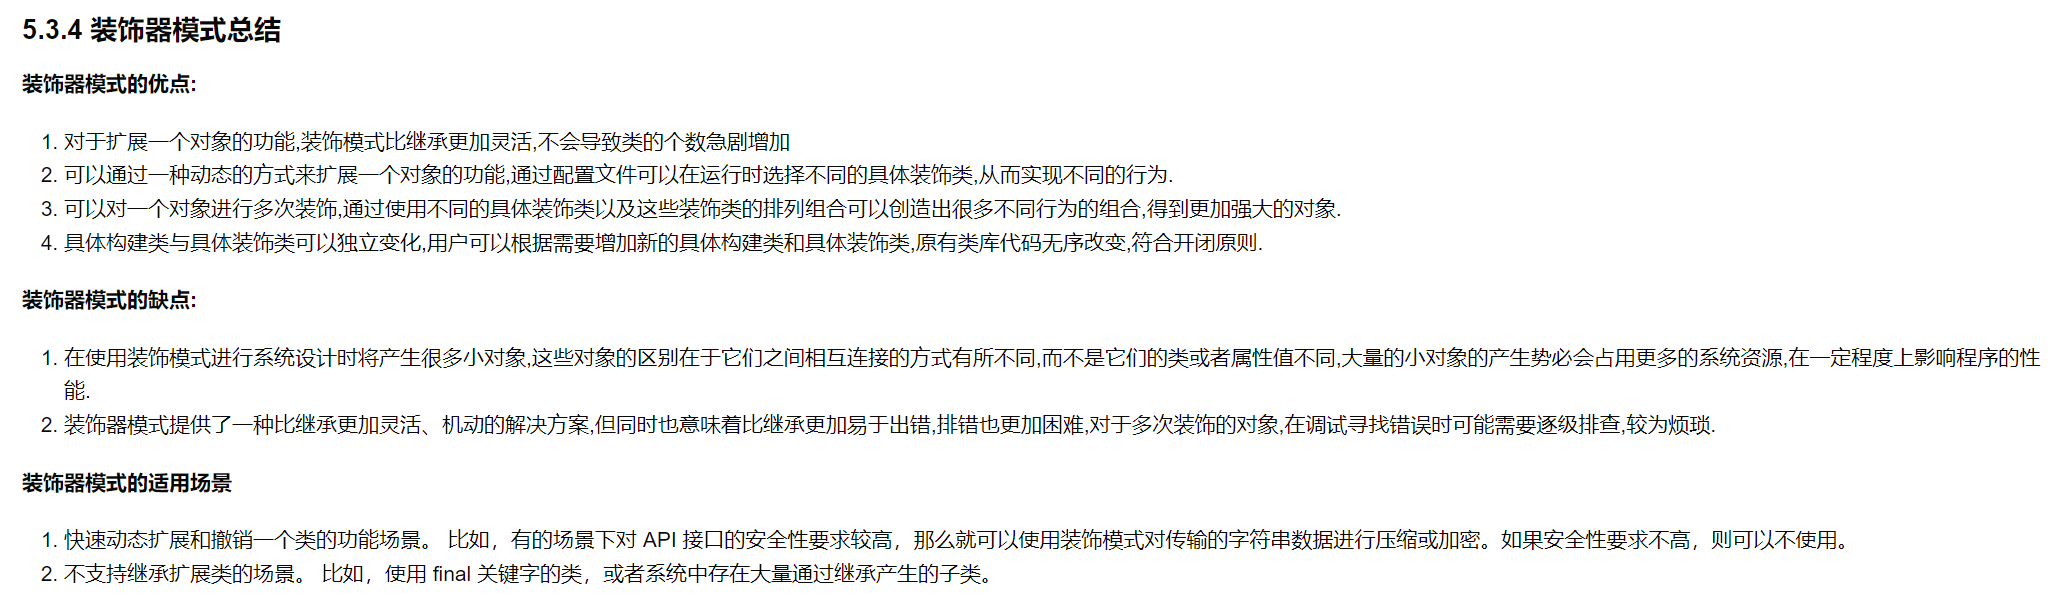 5.3.4 装饰器模式总结
装饰器模式的优点:
1. 对于扩展一个对象的功能,装饰模式比继承更加灵活,不会导致类的个数急剧增加
2. 可以通过一种动态的方式来扩展一个对象的功能,通过配置文件可以在运行时选择不同的具体装饰类,从而实现不同的行为.
3. 可以对一个对象进行多次装饰,通过使用不同的具体装饰类以及这些装饰类的排列组合可以创造出很多不同行为的组合,得到更加强大的对象.
4. 具体构建类与具体装饰类可以独立变化,用户可以根据需要增加新的具体构建类和具体装饰类,原有类库代码无序改变,符合开闭原则.
装饰器模式的缺点:
1. 在使用装饰模式进行系统设计时将产生很多小对象,这些对象的区别在于它们之间相互连接的方式有所不同,而不是它们的类或者属性值不同,大量的小对象的产生势必会占用更多的系统资源,在一定程度上影响程序的性
能.
2. 装饰器模式提供了一种比继承更加灵活、机动的解决方案,但同时也意味着比继承更加易于出错,排错也更加困难,对于多次装饰的对象,在调试寻找错误时可能需要逐级排查,较为烦琐.
装饰器模式的适用场景
1. 快速动态扩展和撤销一个类的功能场景。 比如，有的场景下对 API 接口的安全性要求较高，那么就可以使用装饰模式对传输的字符串数据进行压缩或加密。如果安全性要求不高，则可以不使用。
2. 不支持继承扩展类的场景。 比如，使用 final 关键字的类，或者系统中存在大量通过继承产生的子类。